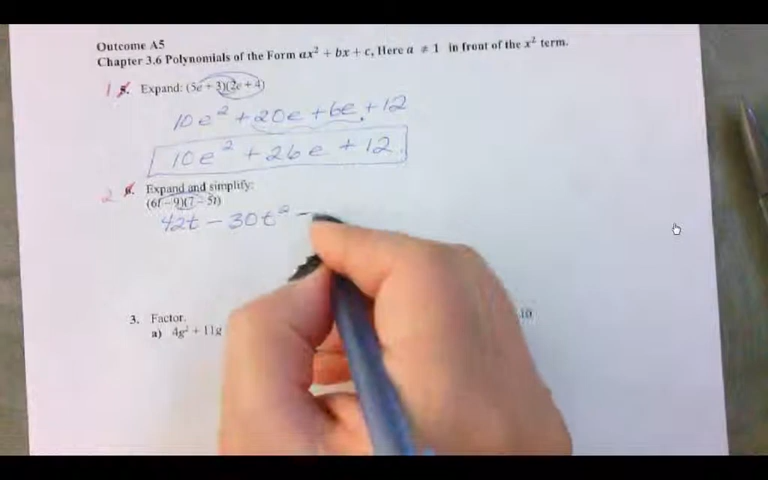 Outcome A5
Chapter 3.6 Polynomials of the Form ax² + bx + c, Here a ≠ 1 in front of the x² term.
1 Expand: (5e + 3)(2e + 4)
10e² + 20e + 6e + 12
10e² + 26e + 12
2 Expand and simplify:
(6t – 9)(7 – 5t)
42t – 30t² –
3. Factor.
a) 4g² + 11g 10